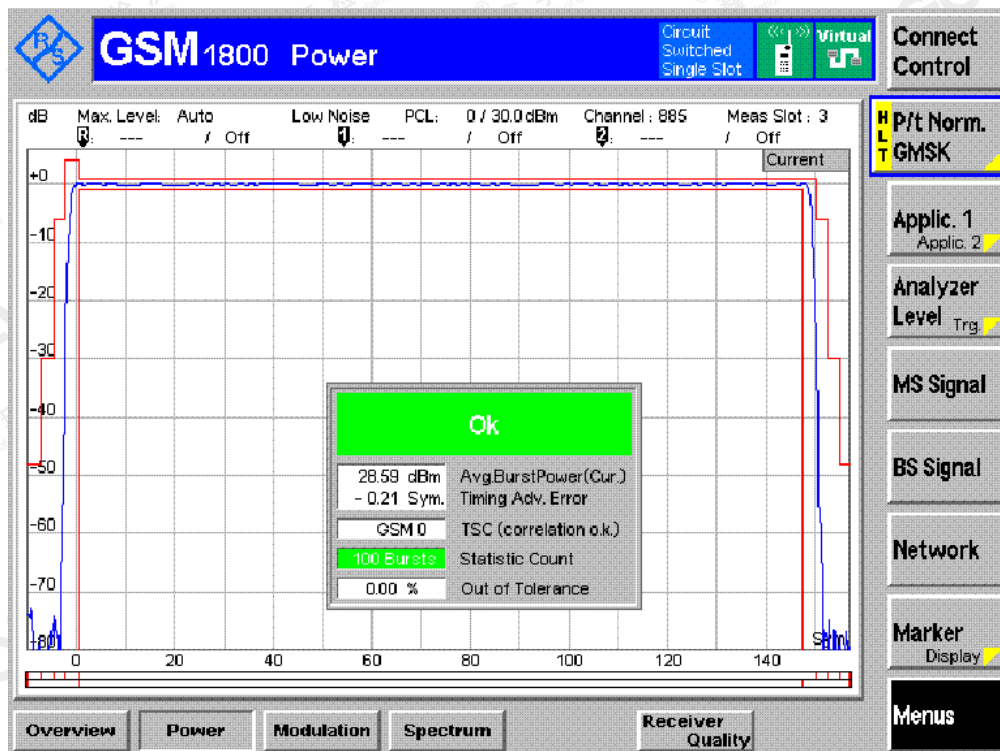 R/S
GSM 1800 Power
Circuit Switched Single Slot
Virtual
Connect Control
dB Max. Level: Auto Low Noise PCL: 0 / 30.0 dBm Channel : 885 Meas Slot : 3
R: --- / Off 1: --- / Off 2: --- / Off
Current
HLT
P/t Norm. GMSK
Applic. 1
Applic. 2
Analyzer Level
Trg.
MS Signal
BS Signal
Network
Marker
Display
Menus
+0
-10
-20
-30
-40
-50
-60
-70
-80
Ok
28.59 dBm Avg.BurstPower(Cur.)
- 0.21 Sym. Timing Adv. Error
GSM 0 TSC (correlation o.k.)
100 Bursts Statistic Count
0.00 % Out of Tolerance
Sym.
0 20 40 60 80 100 120 140
Overview Power Modulation Spectrum Receiver Quality